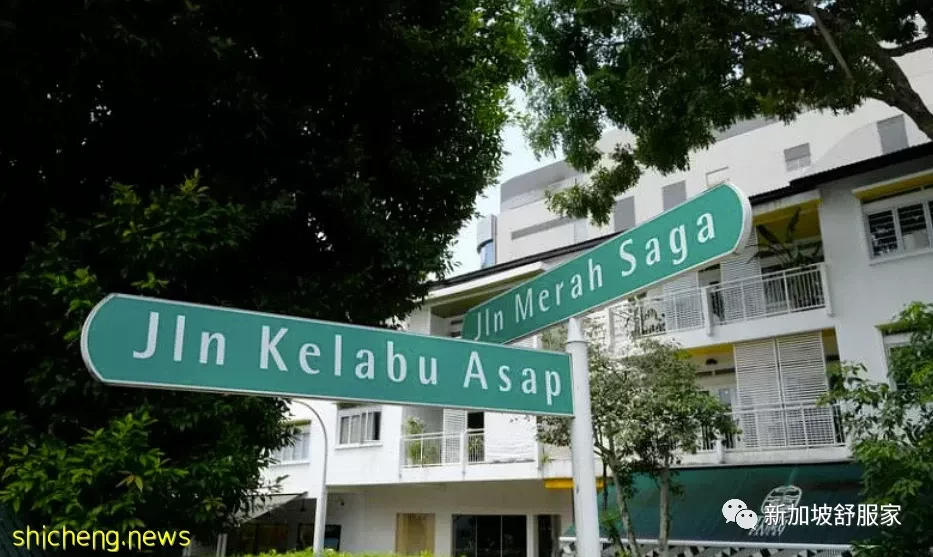 Jln Merah Saga
Jln Kelabu Asap
新加坡舒服家
shicheng.news